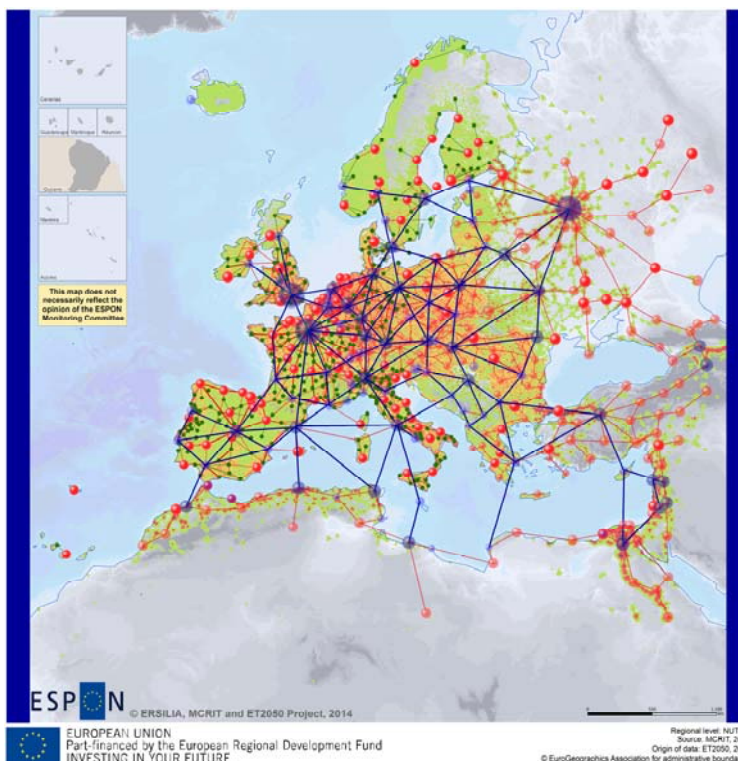 Canarias
Guadeloupe Martinique Réunion
Guyane
Madeira
Açores
This map does not
necessarily reflect the
opinion of the ESPON
Monitoring Committee
ESPON
© ERSILIA, MCRIT and ET2050 Project, 2014
EUROPEAN UNION
Part-financed by the European Regional Development Fund
INVESTING IN YOUR FUTURE
Regional level: NUT
Source: MCRIT, 2
Origin of data: ET2050, 2
© EuroGeographics Association for administrative bounda